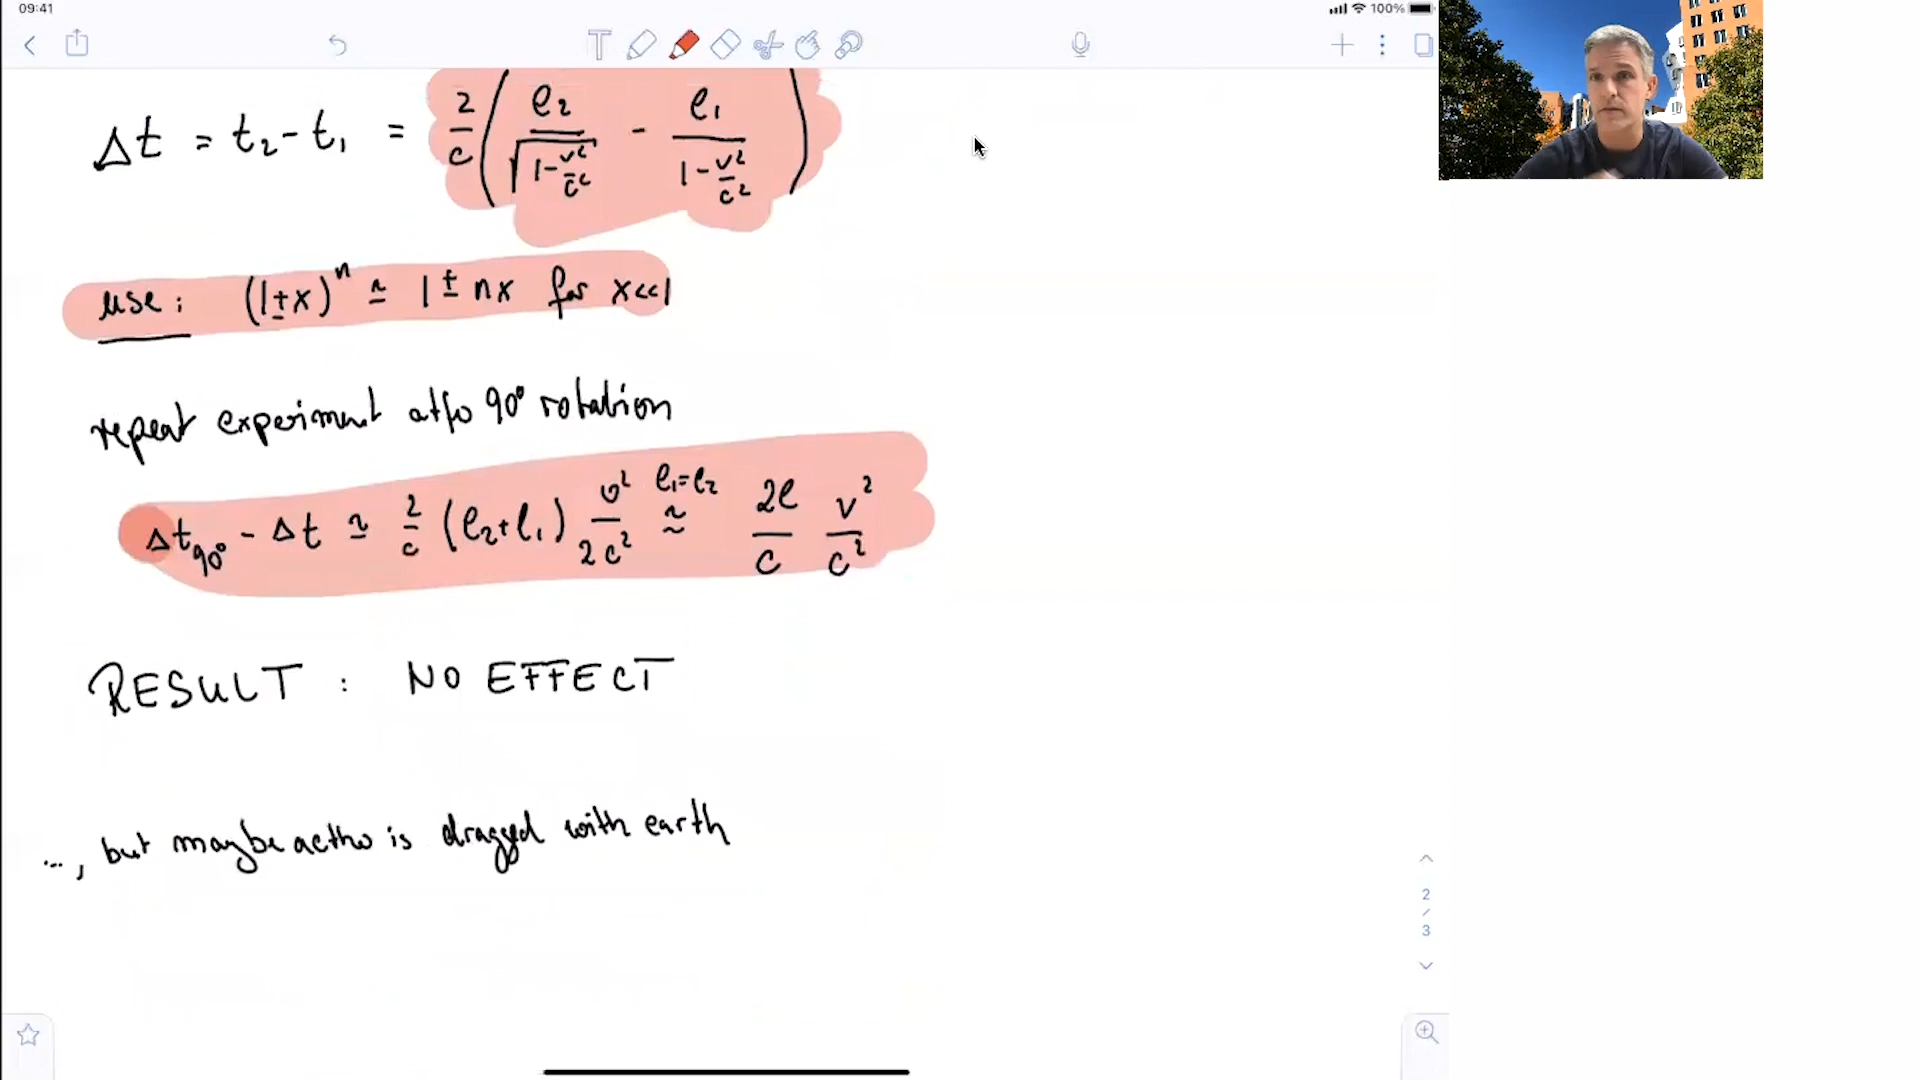 09:41
100%
Δt = t₂ - t₁ = 2/c ( ℓ₂/√(1 - v²/c²) - ℓ₁/(1 - v²/c²) )
use: (1 ± x)ⁿ ≃ 1 ± nx for x<<1
repeat experiment after 90° rotation
Δt₉₀° - Δt ≃ 2/c (ℓ₂+ℓ₁) v²/2c² ≈ (ℓ₁=ℓ₂) 2ℓ/c v²/c²
RESULT : NO EFFECT
..., but maybe aether is dragged with earth
2
/
3